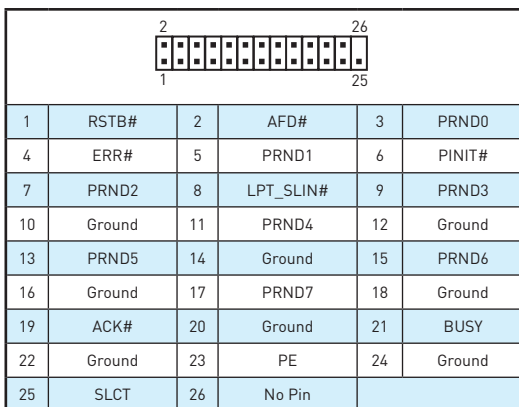 2 26
1 25
1 RSTB# 2 AFD# 3 PRND0
4 ERR# 5 PRND1 6 PINIT#
7 PRND2 8 LPT_SLIN# 9 PRND3
10 Ground 11 PRND4 12 Ground
13 PRND5 14 Ground 15 PRND6
16 Ground 17 PRND7 18 Ground
19 ACK# 20 Ground 21 BUSY
22 Ground 23 PE 24 Ground
25 SLCT 26 No Pin